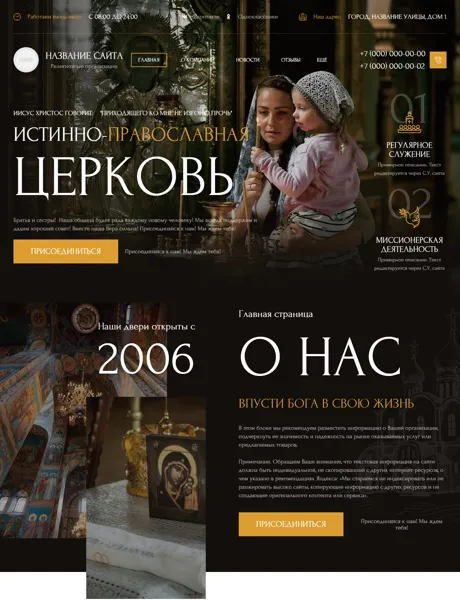 Работаем ежедневно
С 08:00 ДО 24:00
Одноклассники
Наш адрес:
ГОРОД, НАЗВАНИЕ УЛИЦЫ, ДОМ 1
НАЗВАНИЕ САЙТА
Религиозные организации
ГЛАВНАЯ
О КОМПАНИИ
НОВОСТИ
ОТЗЫВЫ
ЕЩЁ
+7 (000) 000-00-00
+7 (000) 000-00-02
ИИСУС ХРИСТОС ГОВОРИТ: "ПРИХОДЯЩЕГО КО МНЕ НЕ ИЗГОНЮ ПРОЧЬ"
ИСТИННО-ПРАВОСЛАВНАЯ
ЦЕРКОВЬ
Братья и сестры! Наша община будет рада каждому новому человеку! Мы всегда поддержим и
дадим хороший совет! Вместе наша вера сильна! Присоединяйся к нам! Мы ждем тебя!
ПРИСОЕДИНИТЬСЯ
Присоединяйся к нам! Мы ждем тебя!
01
РЕГУЛЯРНОЕ
СЛУЖЕНИЕ
Примерное описание. Текст
редактируется через С.У. сайта
02
МИССИОНЕРСКАЯ
ДЕЯТЕЛЬНОСТЬ
Примерное описание. Текст
редактируется через С.У. сайта
Наши двери открыты с
2006
Главная страница
О НАС
ВПУСТИ БОГА В СВОЮ ЖИЗНЬ
В этом блоке мы рекомендуем разместить информацию о Вашей организации,
подчеркнуть ее значимость и надежность на рынке оказываемых услуг или
предлагаемых товаров.
Примечание. Обращаем Ваше внимание, что текстовая информация на сайте
должна быть индивидуальной, не скопированной с других интернет-ресурсов, о
чем указано в рекомендациях Яндекса: «Мы стараемся не индексировать или не
ранжировать высоко сайты, копирующие информацию с других ресурсов и не
создающие оригинального контента или сервиса».
ПРИСОЕДИНИТЬСЯ
Присоединяйся к нам! Мы ждем
тебя!